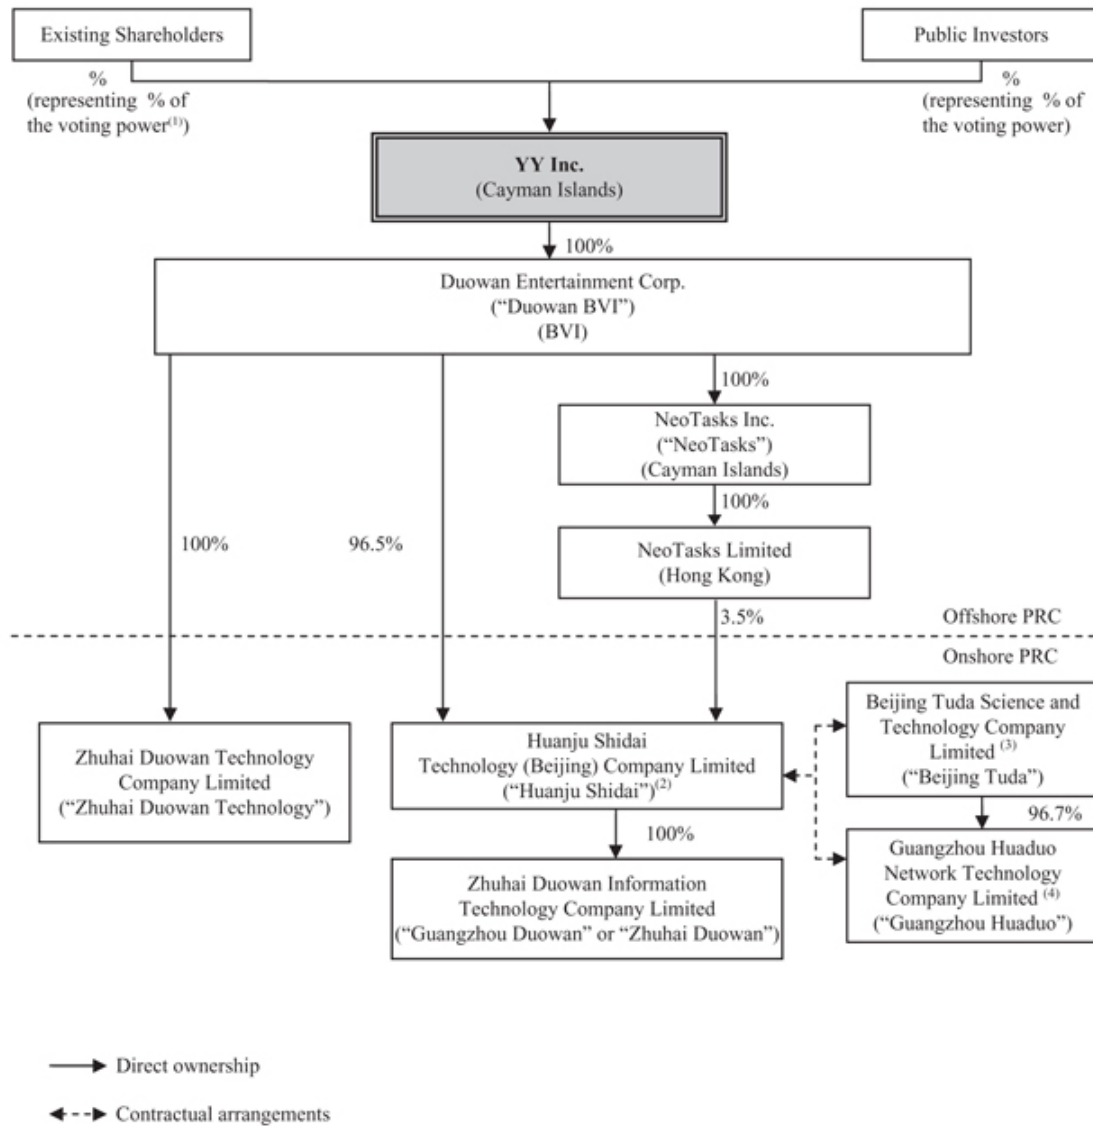 Existing Shareholders
Public Investors
%
(representing % of
the voting power(1))
%
(representing % of
the voting power)
YY Inc.
(Cayman Islands)
100%
Duowan Entertainment Corp.
(“Duowan BVI”)
(BVI)
100%
NeoTasks Inc.
(“NeoTasks”)
(Cayman Islands)
100%
100%
96.5%
NeoTasks Limited
(Hong Kong)
3.5%
Offshore PRC
Onshore PRC
Zhuhai Duowan Technology
Company Limited
(“Zhuhai Duowan Technology”)
Huanju Shidai
Technology (Beijing) Company Limited
(“Huanju Shidai”)(2)
Beijing Tuda Science and
Technology Company
Limited (3)
(“Beijing Tuda”)
96.7%
100%
Zhuhai Duowan Information
Technology Company Limited
(“Guangzhou Duowan” or “Zhuhai Duowan”)
Guangzhou Huaduo
Network Technology
Company Limited (4)
(“Guangzhou Huaduo”)
Direct ownership
Contractual arrangements